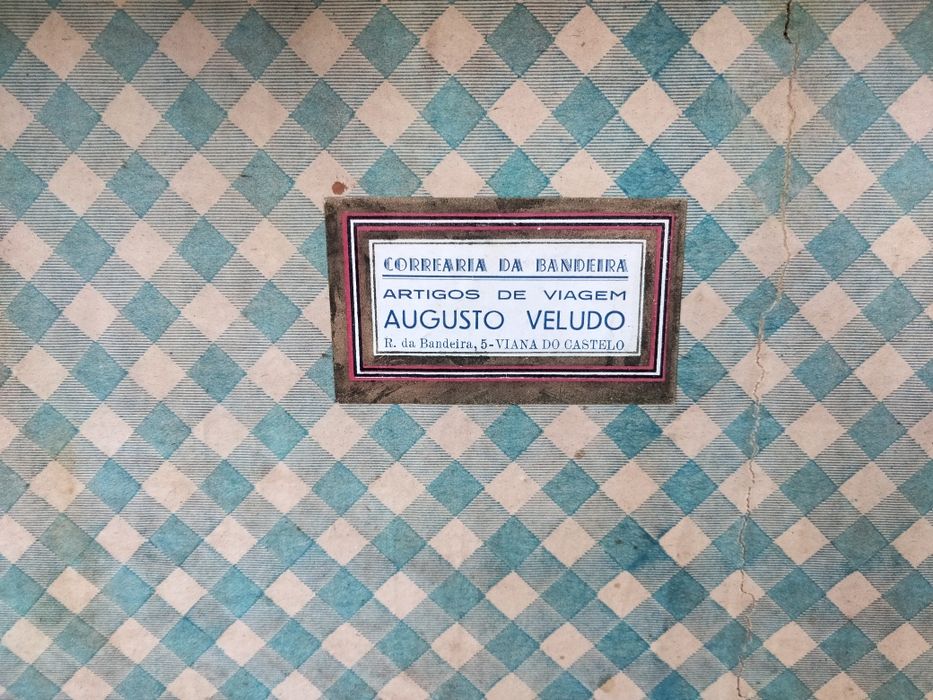 CORREARIA DA BANDEIRA
ARTIGOS DE VIAGEM
AUGUSTO VELUDO
R. da Bandeira, 5-VIANA DO CASTELO